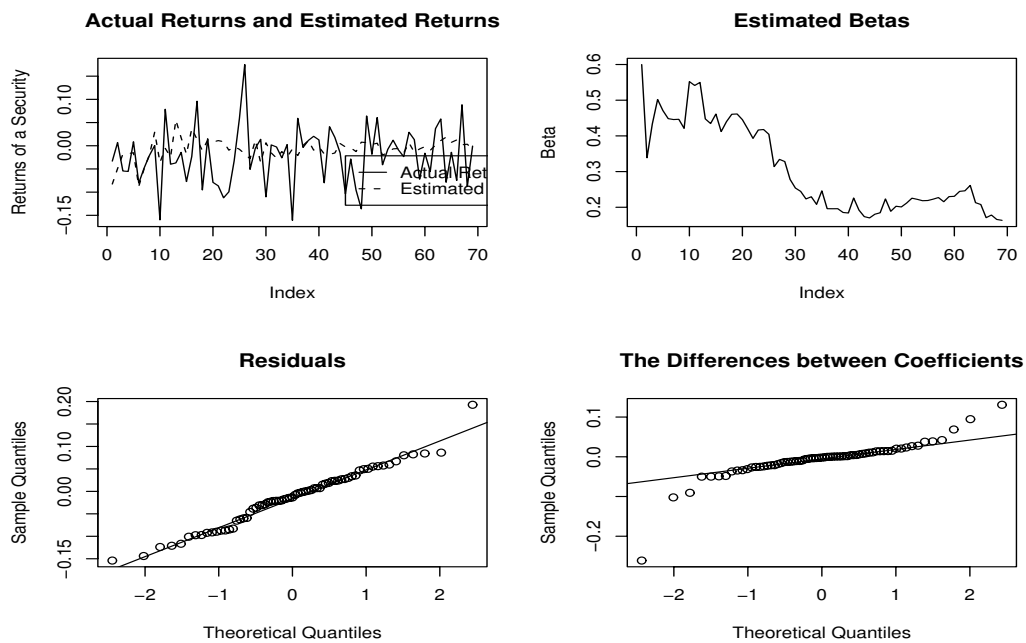 Actual Returns and Estimated Returns
Returns of a Security
0.10
0.00
−0.15
Actual Ret
Estimated
0 10 20 30 40 50 60 70
Index
Estimated Betas
Beta
0.6
0.5
0.4
0.3
0.2
0 10 20 30 40 50 60 70
Index
Residuals
Sample Quantiles
0.20
0.10
0.00
−0.15
−2 −1 0 1 2
Theoretical Quantiles
The Differences between Coefficients
Sample Quantiles
0.1
0.0
−0.2
−2 −1 0 1 2
Theoretical Quantiles